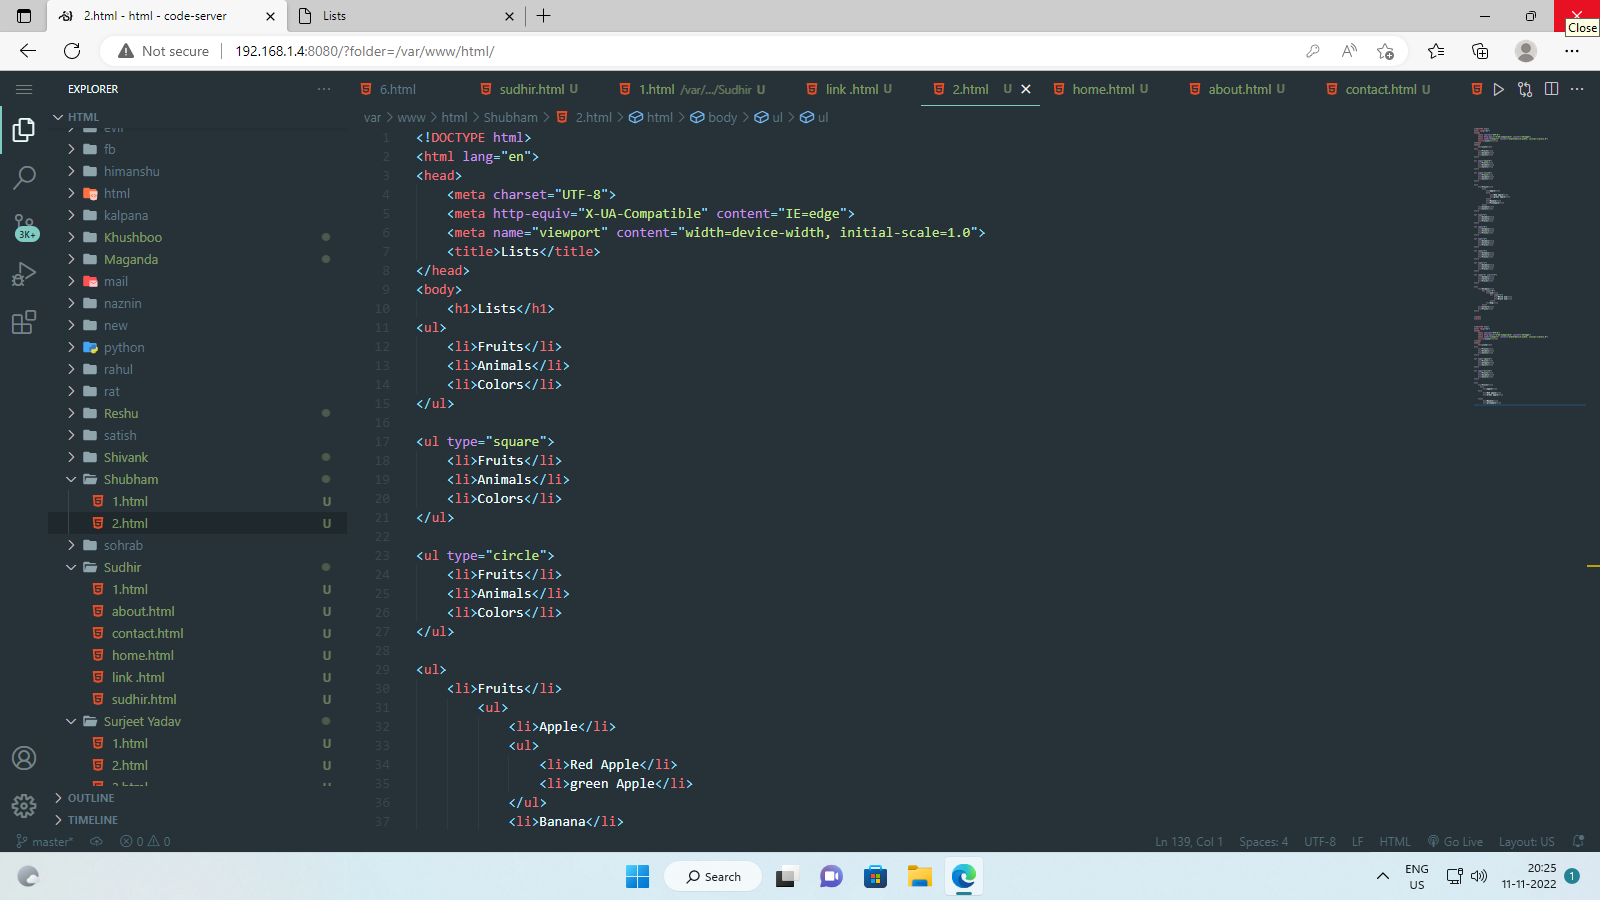 2.html - html - code-server
Lists
Close
Not secure
192.168.1.4:8080/?folder=/var/www/html/
EXPLORER
6.html
sudhir.html U
1.html /var/.../Sudhir U
link .html U
2.html U
home.html U
about.html U
contact.html U
HTML
var > www > html > Shubham > 2.html > html > body > ul > ul
evil
fb
himanshu
html
kalpana
Khushboo
Maganda
mail
naznin
new
python
rahul
rat
Reshu
satish
Shivank
Shubham
1.html U
2.html U
sohrab
Sudhir
1.html U
about.html U
contact.html U
home.html U
link .html U
sudhir.html U
Surjeet Yadav
1.html U
2.html U
OUTLINE
TIMELINE
3K+
1 <!DOCTYPE html>
2 <html lang="en">
3 <head>
4 <meta charset="UTF-8">
5 <meta http-equiv="X-UA-Compatible" content="IE=edge">
6 <meta name="viewport" content="width=device-width, initial-scale=1.0">
7 <title>Lists</title>
8 </head>
9 <body>
10 <h1>Lists</h1>
11 <ul>
12 <li>Fruits</li>
13 <li>Animals</li>
14 <li>Colors</li>
15 </ul>
16
17 <ul type="square">
18 <li>Fruits</li>
19 <li>Animals</li>
20 <li>Colors</li>
21 </ul>
22
23 <ul type="circle">
24 <li>Fruits</li>
25 <li>Animals</li>
26 <li>Colors</li>
27 </ul>
28
29 <ul>
30 <li>Fruits</li>
31 <ul>
32 <li>Apple</li>
33 <ul>
34 <li>Red Apple</li>
35 <li>green Apple</li>
36 </ul>
37 <li>Banana</li>
master*
0 0
Ln 139, Col 1
Spaces: 4
UTF-8
LF
HTML
Go Live
Layout: US
Search
ENG
US
20:25
11-11-2022
1